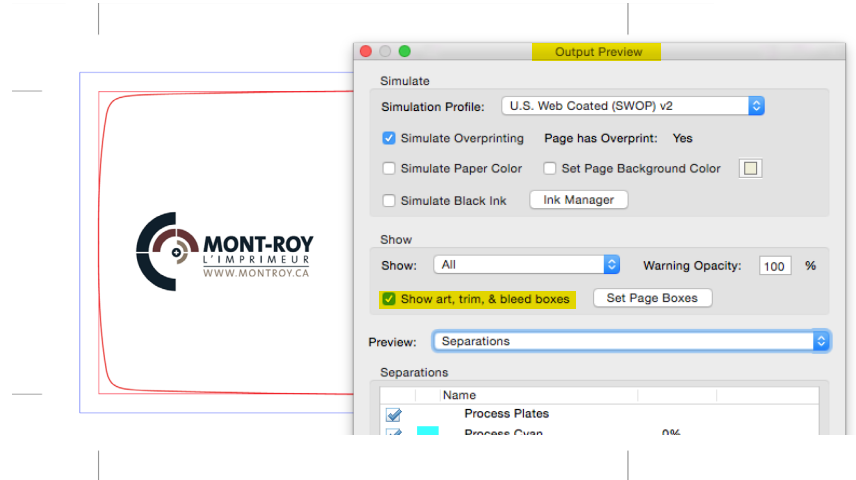 Output Preview
Simulate
Simulation Profile: U.S. Web Coated (SWOP) v2
Simulate Overprinting Page has Overprint: Yes
Simulate Paper Color Set Page Background Color
Simulate Black Ink Ink Manager
Show
Show: All Warning Opacity: 100 %
Show art, trim, & bleed boxes Set Page Boxes
Preview: Separations
Separations
Name
Process Plates
Process Cyan 0%
MONT-ROY
L'IMPRIMEUR
WWW.MONTROY.CA